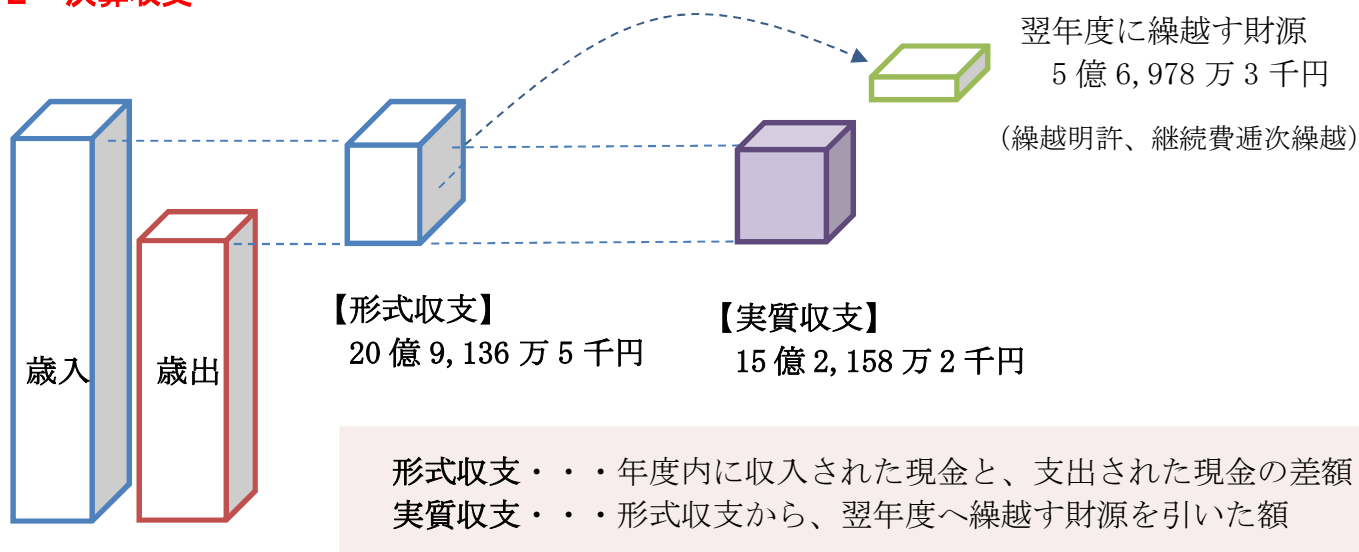 決算収支
翌年度に繰越す財源
5億6,978万3千円
(繰越明許、継続費逓次繰越)
【形式収支】
20億9,136万5千円
【実質収支】
15億2,158万2千円
歳入
歳出
形式収支・・・年度内に収入された現金と、支出された現金の差額
実質収支・・・形式収支から、翌年度へ繰越す財源を引いた額